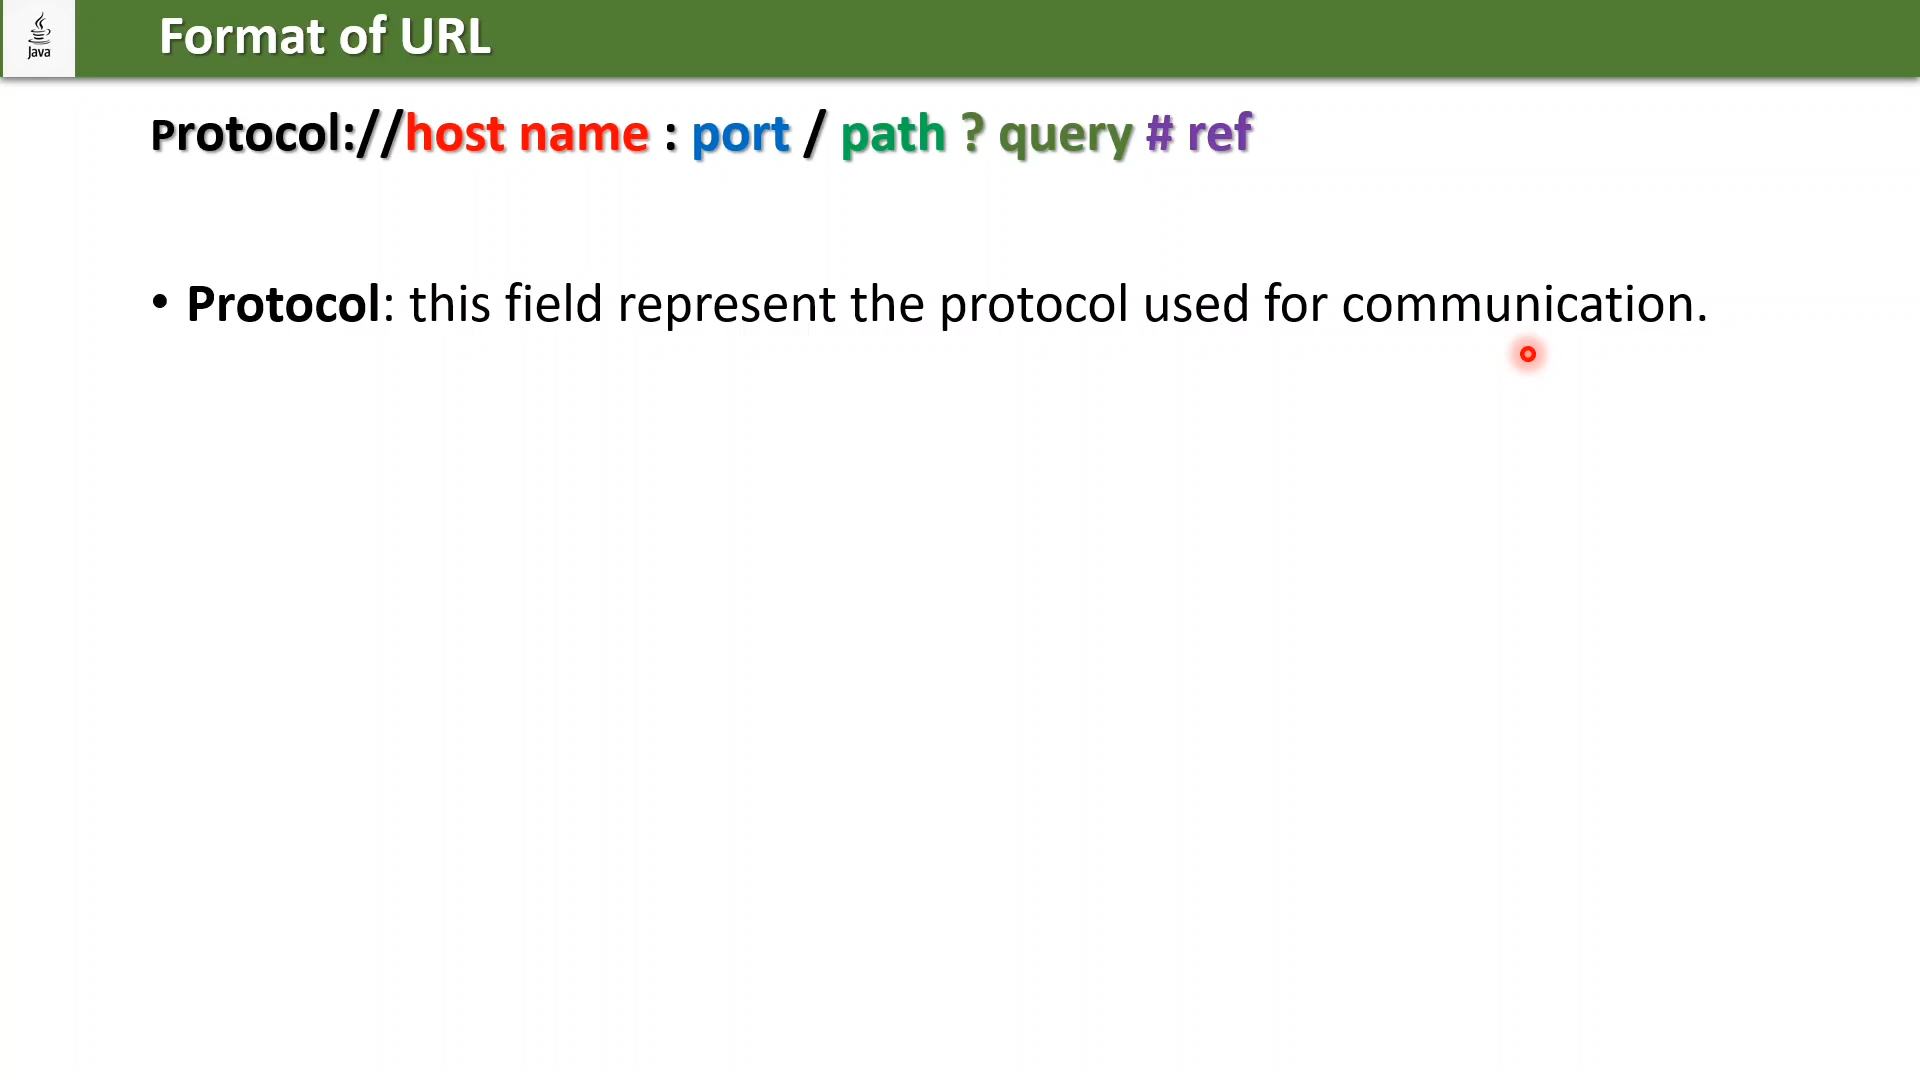 Java
Format of URL
Protocol://host name : port / path ? query # ref
• Protocol: this field represent the protocol used for communication.